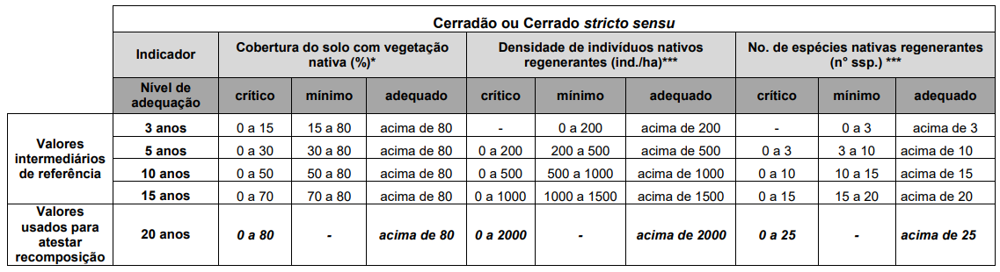 Cerradão ou Cerrado stricto sensu
Indicador
Cobertura do solo com vegetação nativa (%)*
Densidade de indivíduos nativos regenerantes (ind./ha)***
No. de espécies nativas regenerantes (n° ssp.) ***
Nível de adequação crítico mínimo adequado crítico mínimo adequado crítico mínimo adequado
Valores intermediários de referência
3 anos 0 a 15 15 a 80 acima de 80 - 0 a 200 acima de 200 - 0 a 3 acima de 3
5 anos 0 a 30 30 a 80 acima de 80 0 a 200 200 a 500 acima de 500 0 a 3 3 a 10 acima de 10
10 anos 0 a 50 50 a 80 acima de 80 0 a 500 500 a 1000 acima de 1000 0 a 10 10 a 15 acima de 15
15 anos 0 a 70 70 a 80 acima de 80 0 a 1000 1000 a 1500 acima de 1500 0 a 15 15 a 20 acima de 20
Valores usados para atestar recomposição
20 anos 0 a 80 - acima de 80 0 a 2000 - acima de 2000 0 a 25 - acima de 25